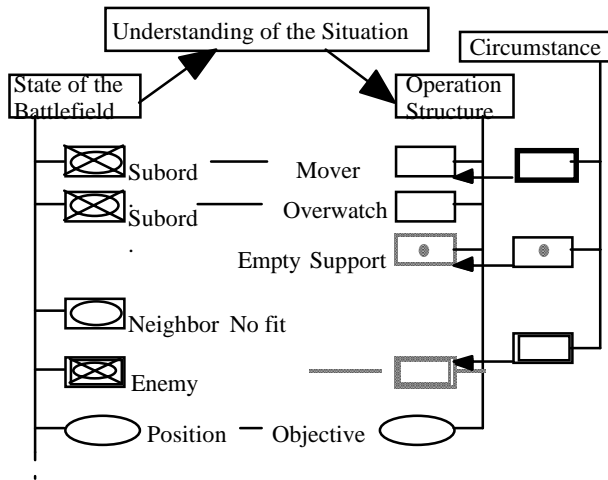 Understanding of the Situation
Circumstance
State of the
Battlefield
Operation
Structure
Subord
Mover
Subord
Overwatch
Empty Support
Neighbor No fit
Enemy
Position
Objective